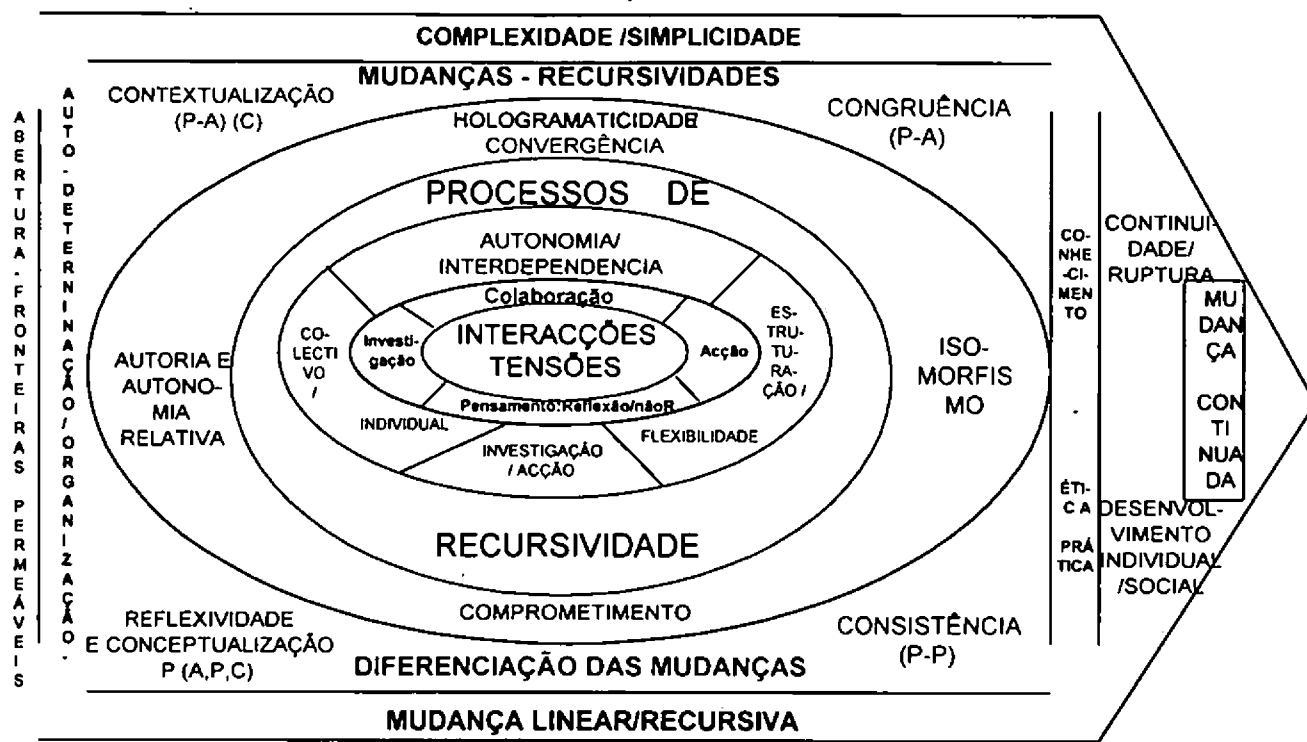 COMPLEXIDADE /SIMPLICIDADE
MUDANÇAS - RECURSIVIDADES
CONTEXTUALIZAÇÃO
(P-A) (C)
CONGRUÊNCIA
(P-A)
HOLOGRAMATICIDADE
CONVERGÊNCIA
ABERTURA-FRONTEIRAS PERMEÁVEIS
AUTO-DETERNINAÇÃO/ORGANIZAÇÃO.
PROCESSOS DE
AUTONOMIA/
INTERDEPENDENCIA
Colaboração
INTERACÇÕES
TENSÕES
CO-
LECTI
VO
/
Investi-
gação
Acção
ES-
TRU-
TU-
RA-
ÇÃO /
Pensamento:Reflexão/nãoR
INDIVIDUAL
INVESTIGAÇÃO
/ ACÇÃO
FLEXIBILIDADE
AUTORIA E
AUTONO-
MIA
RELATIVA
ISO-
MORFIS
MO
RECURSIVIDADE
COMPROMETIMENTO
REFLEXIVIDADE
E CONCEPTUALIZAÇÃO
P (A,P,C)
CONSISTÊNCIA
(P-P)
DIFERENCIAÇÃO DAS MUDANÇAS
MUDANÇA LINEAR/RECURSIVA
CO-
NHE
-CI-
MEN
TO
-
ÉTI-
C A
PRÁ
TICA
CONTINUI-
DADE/
RUPTURA
MU
DAN
ÇA
CON
TI
NUA
DA
DESENVOL-
VIMENTO
INDIVIDUAL
/SOCIAL